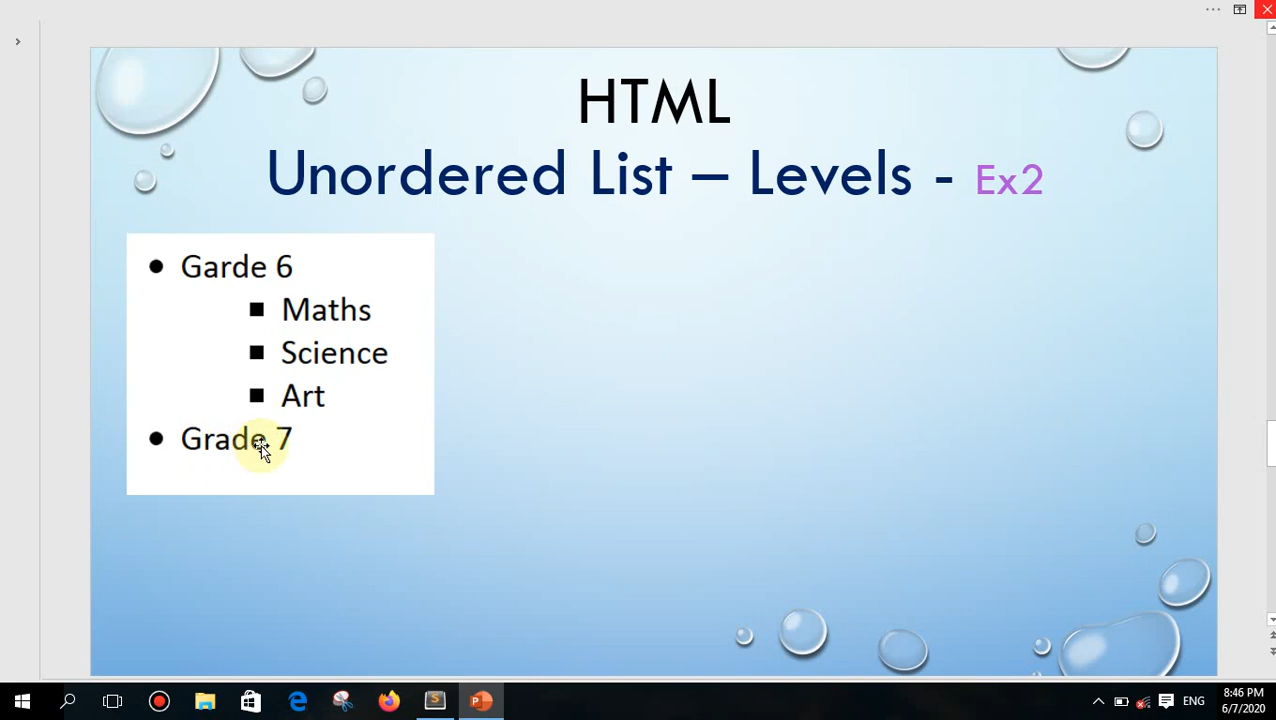 HTML
Unordered List – Levels - Ex2
Garde 6
Maths
Science
Art
Grade 7
ENG
8:46 PM
6/7/2020